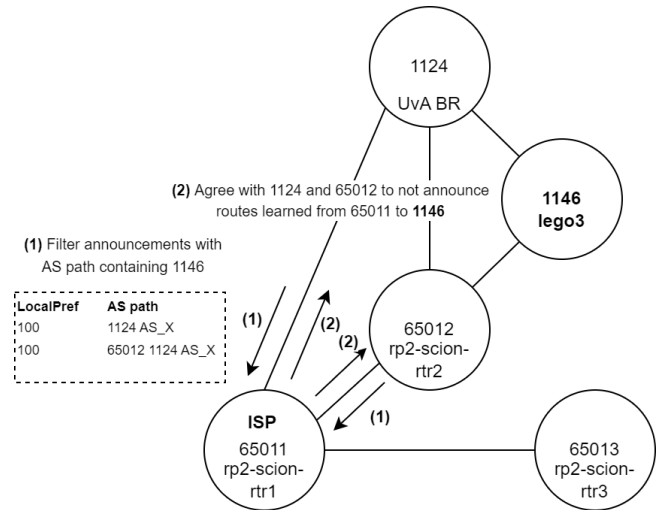 1124
UvA BR
(2) Agree with 1124 and 65012 to not announce
routes learned from 65011 to 1146
1146
lego3
(1) Filter announcements with
AS path containing 1146
LocalPref AS path
100 1124 AS_X
100 65012 1124 AS_X
(1)
(2)
(2)
(1)
65012
rp2-scion-
rtr2
ISP
65011
rp2-scion-
rtr1
65013
rp2-scion-
rtr3